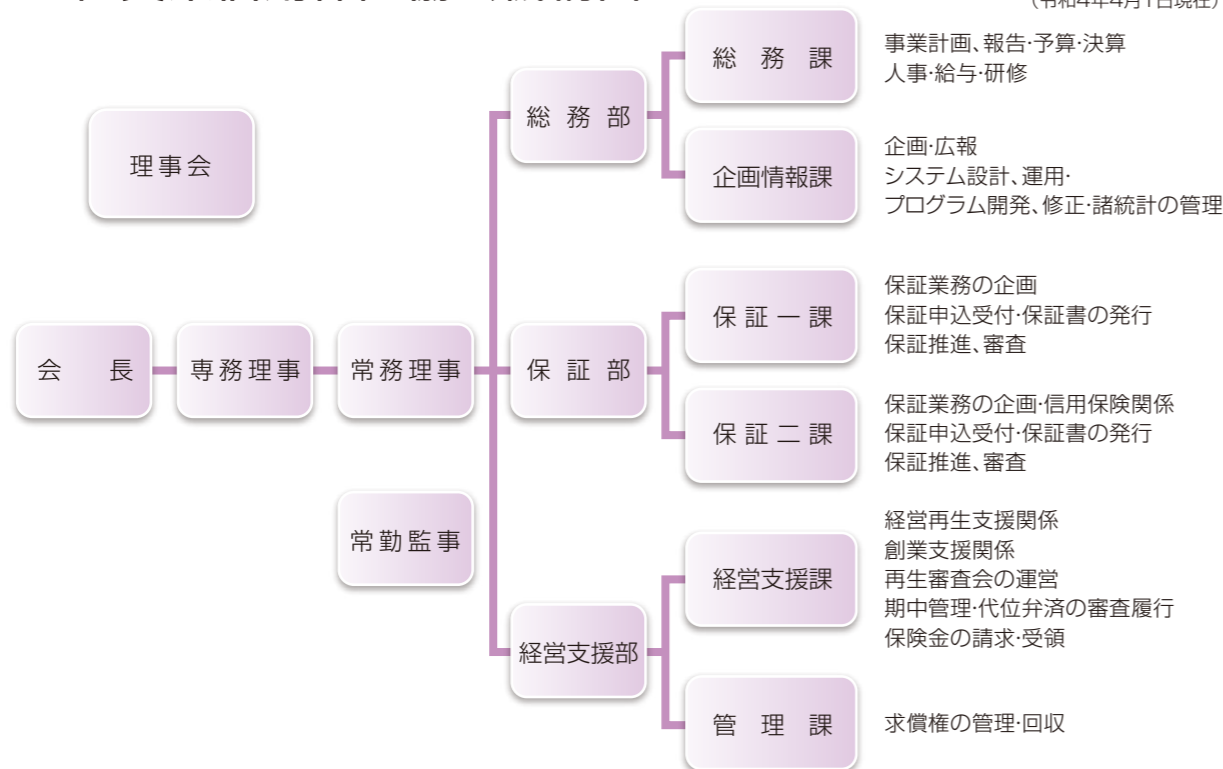 (令和4年4月1日現在)
理事会
会長
専務理事
常務理事
常勤監事
総務部
総務課
事業計画、報告・予算・決算
人事・給与・研修
企画情報課
企画・広報
システム設計、運用・
プログラム開発、修正・諸統計の管理
保証部
保証一課
保証業務の企画
保証申込受付・保証書の発行
保証推進、審査
保証二課
保証業務の企画・信用保険関係
保証申込受付・保証書の発行
保証推進、審査
経営支援部
経営支援課
経営再生支援関係
創業支援関係
再生審査会の運営
期中管理・代位弁済の審査履行
保険金の請求・受領
管理課
求償権の管理・回収